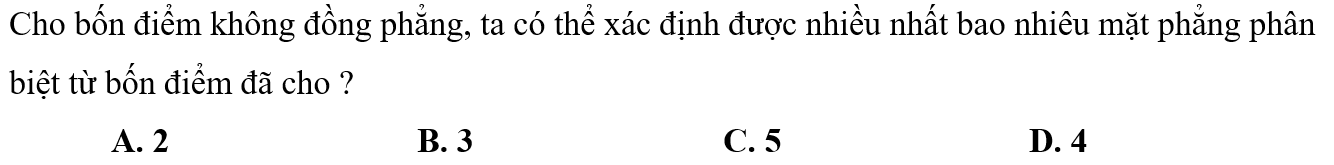 Cho bốn điểm không đồng phẳng, ta có thể xác định được nhiều nhất bao nhiêu mặt phẳng phân
biệt từ bốn điểm đã cho ?
A. 2 B. 3 C. 5 D. 4